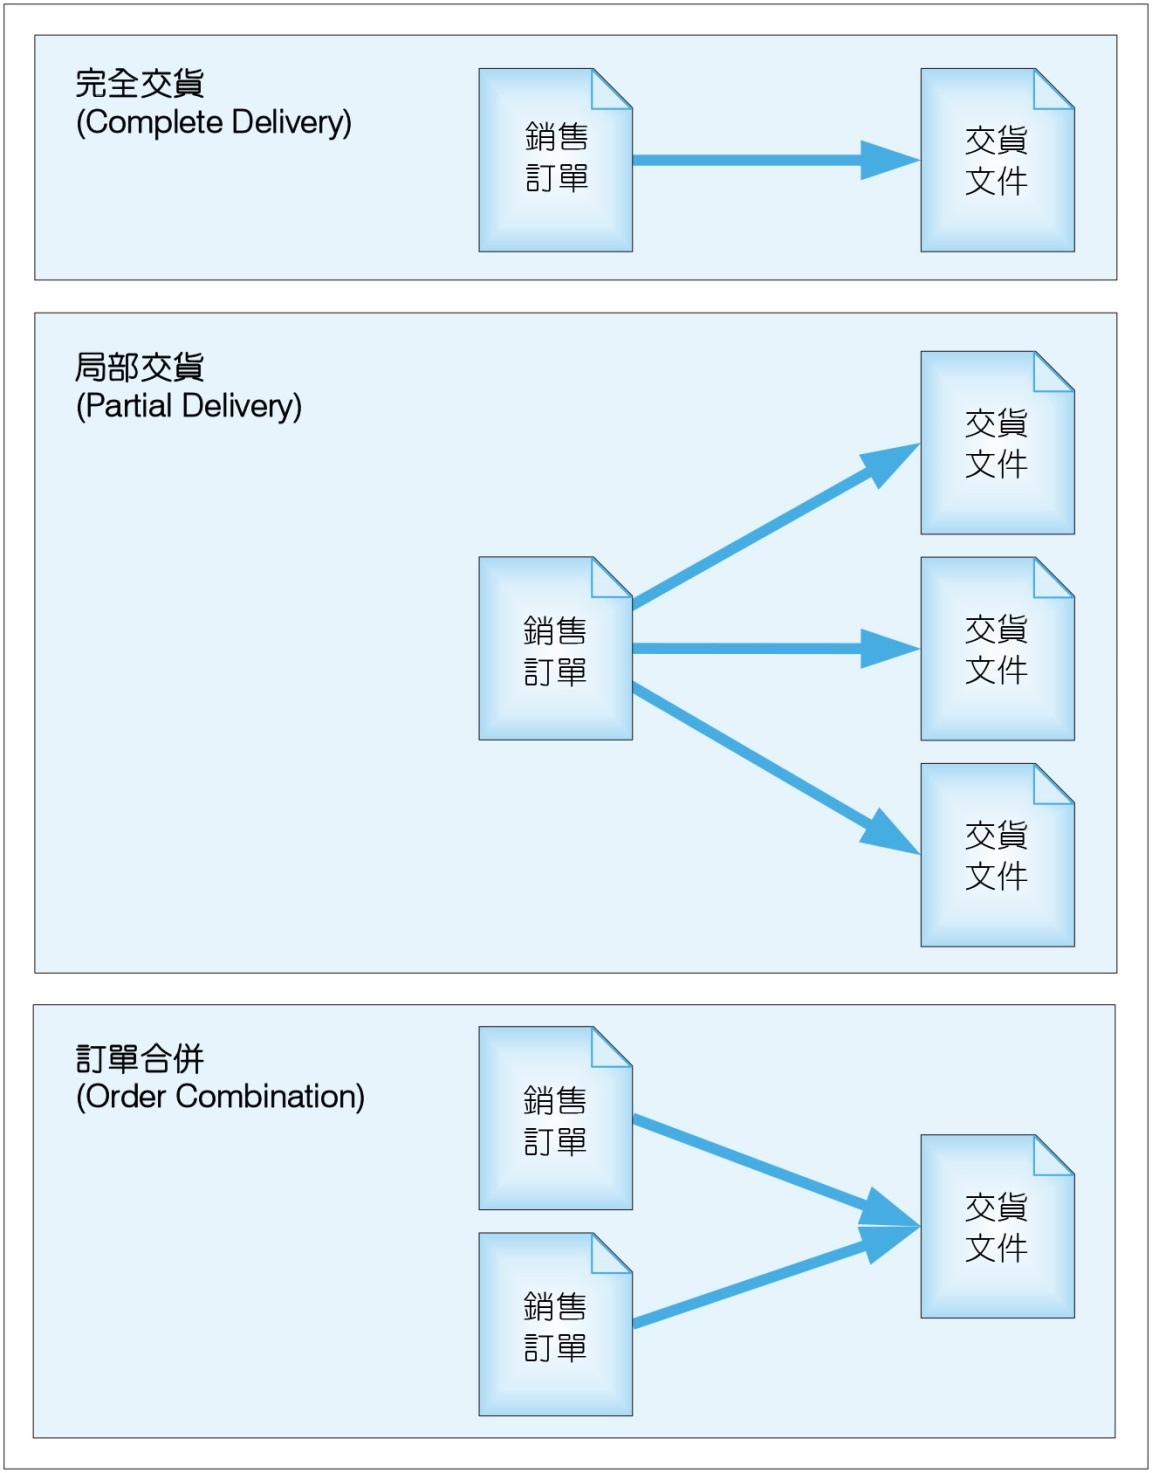 完全交貨
(Complete Delivery)
銷售
訂單
交貨
文件
局部交貨
(Partial Delivery)
銷售
訂單
交貨
文件
交貨
文件
交貨
文件
訂單合併
(Order Combination)
銷售
訂單
銷售
訂單
交貨
文件